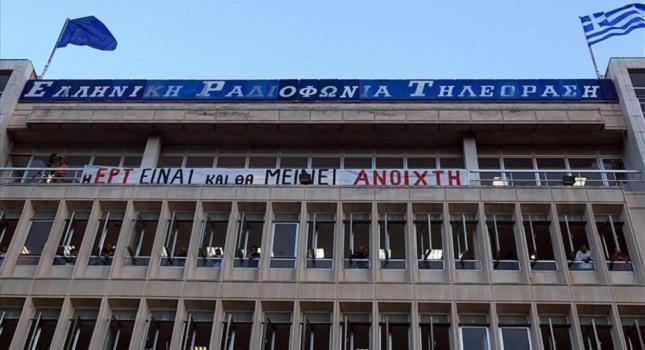 ΕΛΛΗΝΙΚΗ ΡΑΔΙΟΦΩΝΙΑ ΤΗΛΕΟΡΑΣΗ
Η ΕΡΤ ΕΙΝΑΙ ΚΑΙ ΘΑ ΜΕΙΝΕΙ ΑΝΟΙΧΤΗ